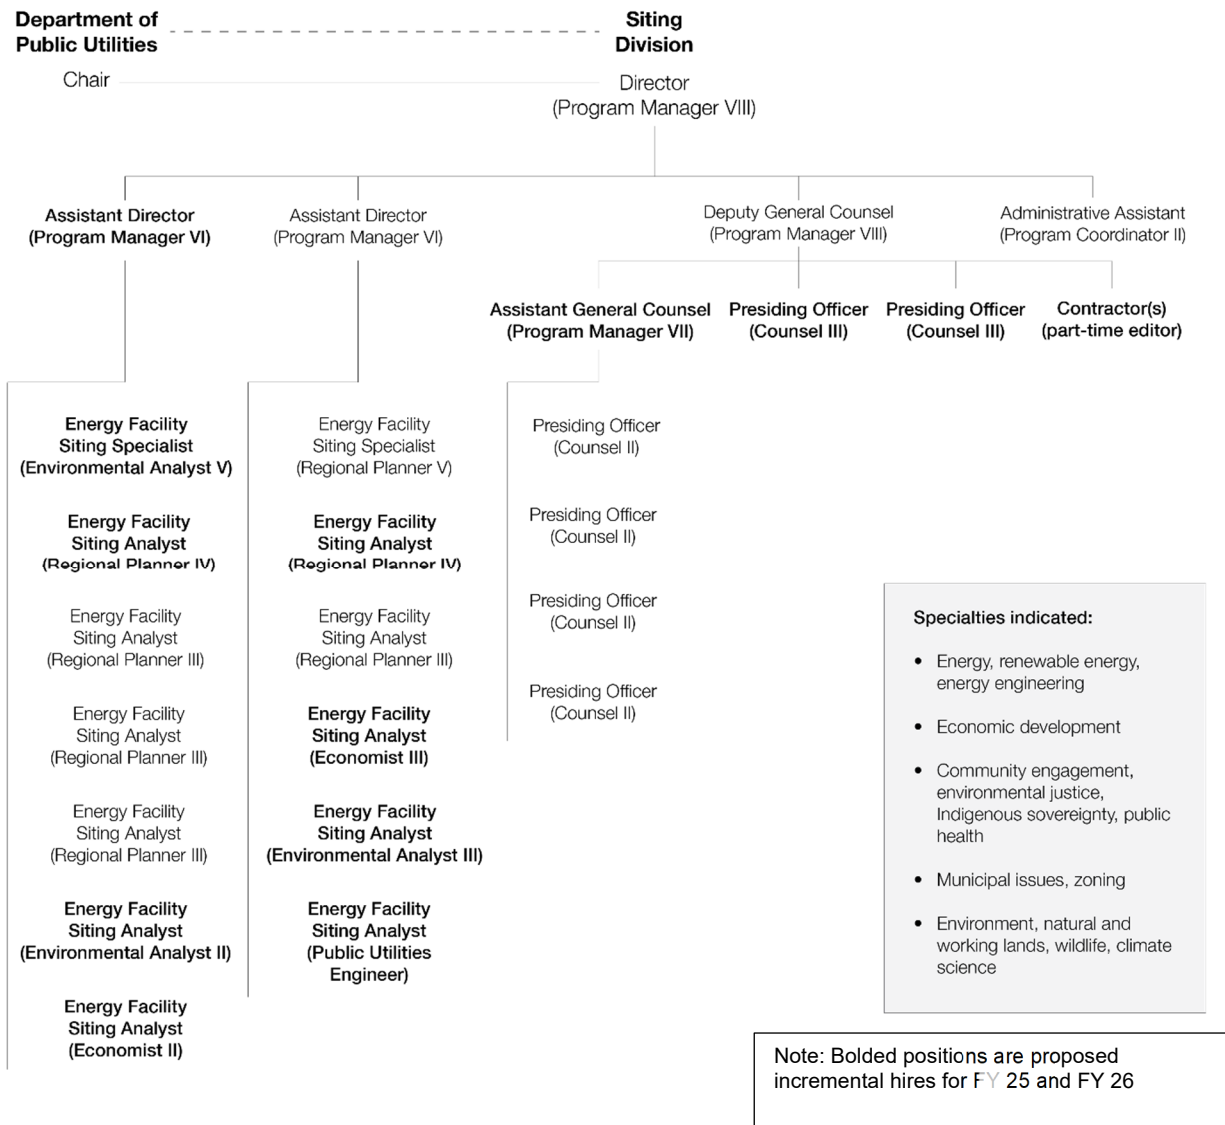 Department of
Public Utilities
Siting
Division
Chair
Director
(Program Manager VIII)
Assistant Director
(Program Manager VI)
Assistant Director
(Program Manager VI)
Deputy General Counsel
(Program Manager VIII)
Administrative Assistant
(Program Coordinator II)
Assistant General Counsel
(Program Manager VII)
Presiding Officer
(Counsel III)
Presiding Officer
(Counsel III)
Contractor(s)
(part-time editor)
Energy Facility
Siting Specialist
(Environmental Analyst V)
Energy Facility
Siting Analyst
(Regional Planner IV)
Energy Facility
Siting Analyst
(Regional Planner III)
Energy Facility
Siting Analyst
(Regional Planner III)
Energy Facility
Siting Analyst
(Regional Planner III)
Energy Facility
Siting Analyst
(Environmental Analyst II)
Energy Facility
Siting Analyst
(Economist II)
Energy Facility
Siting Specialist
(Regional Planner V)
Energy Facility
Siting Analyst
(Regional Planner IV)
Energy Facility
Siting Analyst
(Regional Planner III)
Energy Facility
Siting Analyst
(Economist III)
Energy Facility
Siting Analyst
(Environmental Analyst III)
Energy Facility
Siting Analyst
(Public Utilities
Engineer)
Presiding Officer
(Counsel II)
Presiding Officer
(Counsel II)
Presiding Officer
(Counsel II)
Presiding Officer
(Counsel II)
Specialties indicated:
• Energy, renewable energy,
energy engineering
• Economic development
• Community engagement,
environmental justice,
Indigenous sovereignty, public
health
• Municipal issues, zoning
• Environment, natural and
working lands, wildlife, climate
science
Note: Bolded positions are proposed
incremental hires for FY 25 and FY 26